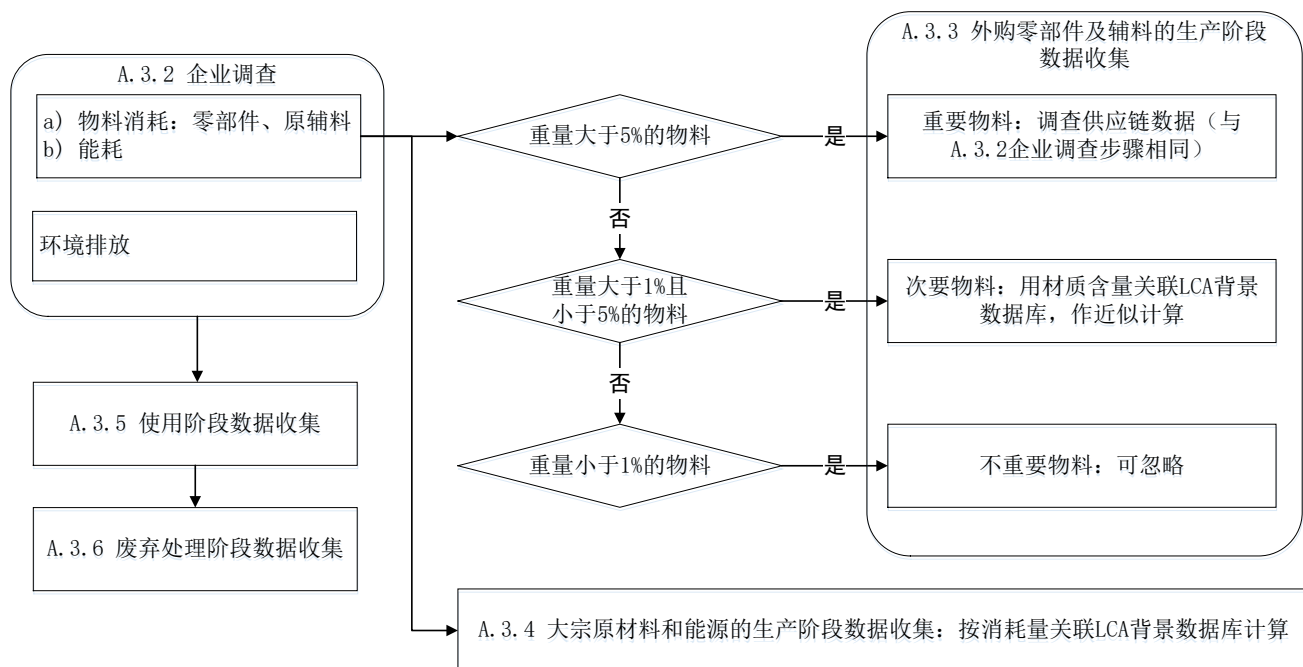 A.3.2 企业调查
a) 物料消耗：零部件、原辅料
b) 能耗
环境排放
A.3.5 使用阶段数据收集
A.3.6 废弃处理阶段数据收集
重量大于5%的物料
是
否
重量大于1%且
小于5%的物料
是
否
重量小于1%的物料
是
A.3.3 外购零部件及辅料的生产阶段
数据收集
重要物料：调查供应链数据（与
A.3.2企业调查步骤相同）
次要物料：用材质含量关联LCA背景
数据库，作近似计算
不重要物料：可忽略
A.3.4 大宗原材料和能源的生产阶段数据收集：按消耗量关联LCA背景数据库计算